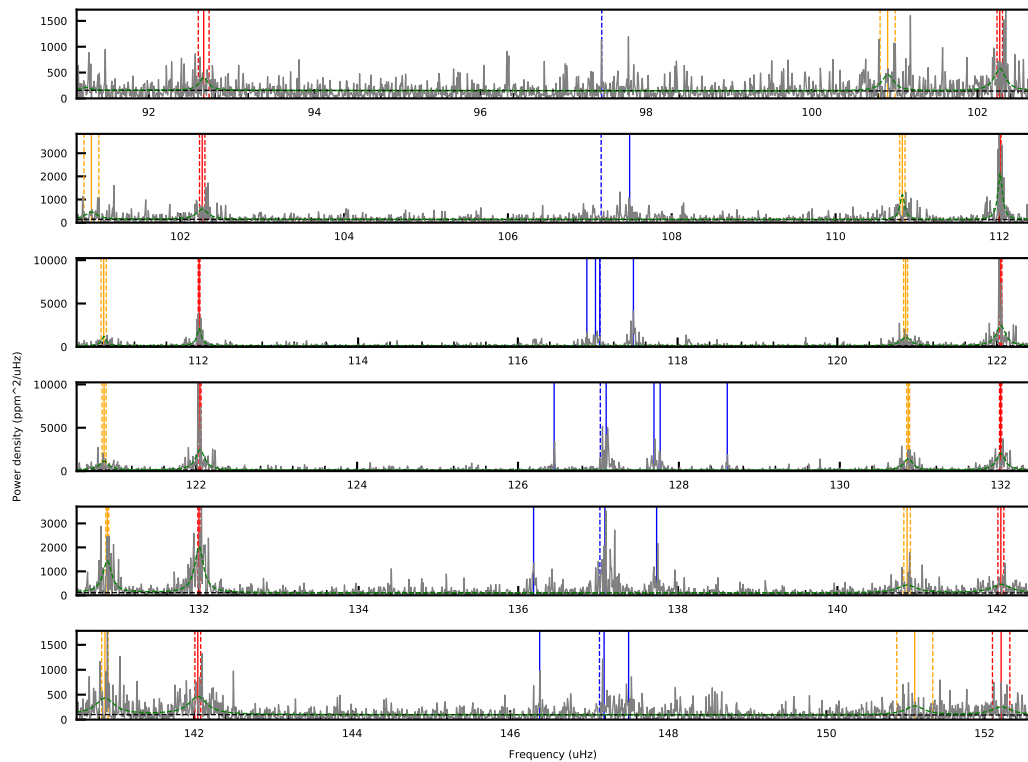 1500
1000
500
0
92 94 96 98 100 102
3000
2000
1000
0
102 104 106 108 110 112
10000
5000
0
112 114 116 118 120 122
Power density (ppm^2/uHz)
10000
5000
0
122 124 126 128 130 132
3000
2000
1000
0
132 134 136 138 140 142
1500
1000
500
0
142 144 146 148 150 152
Frequency (uHz)